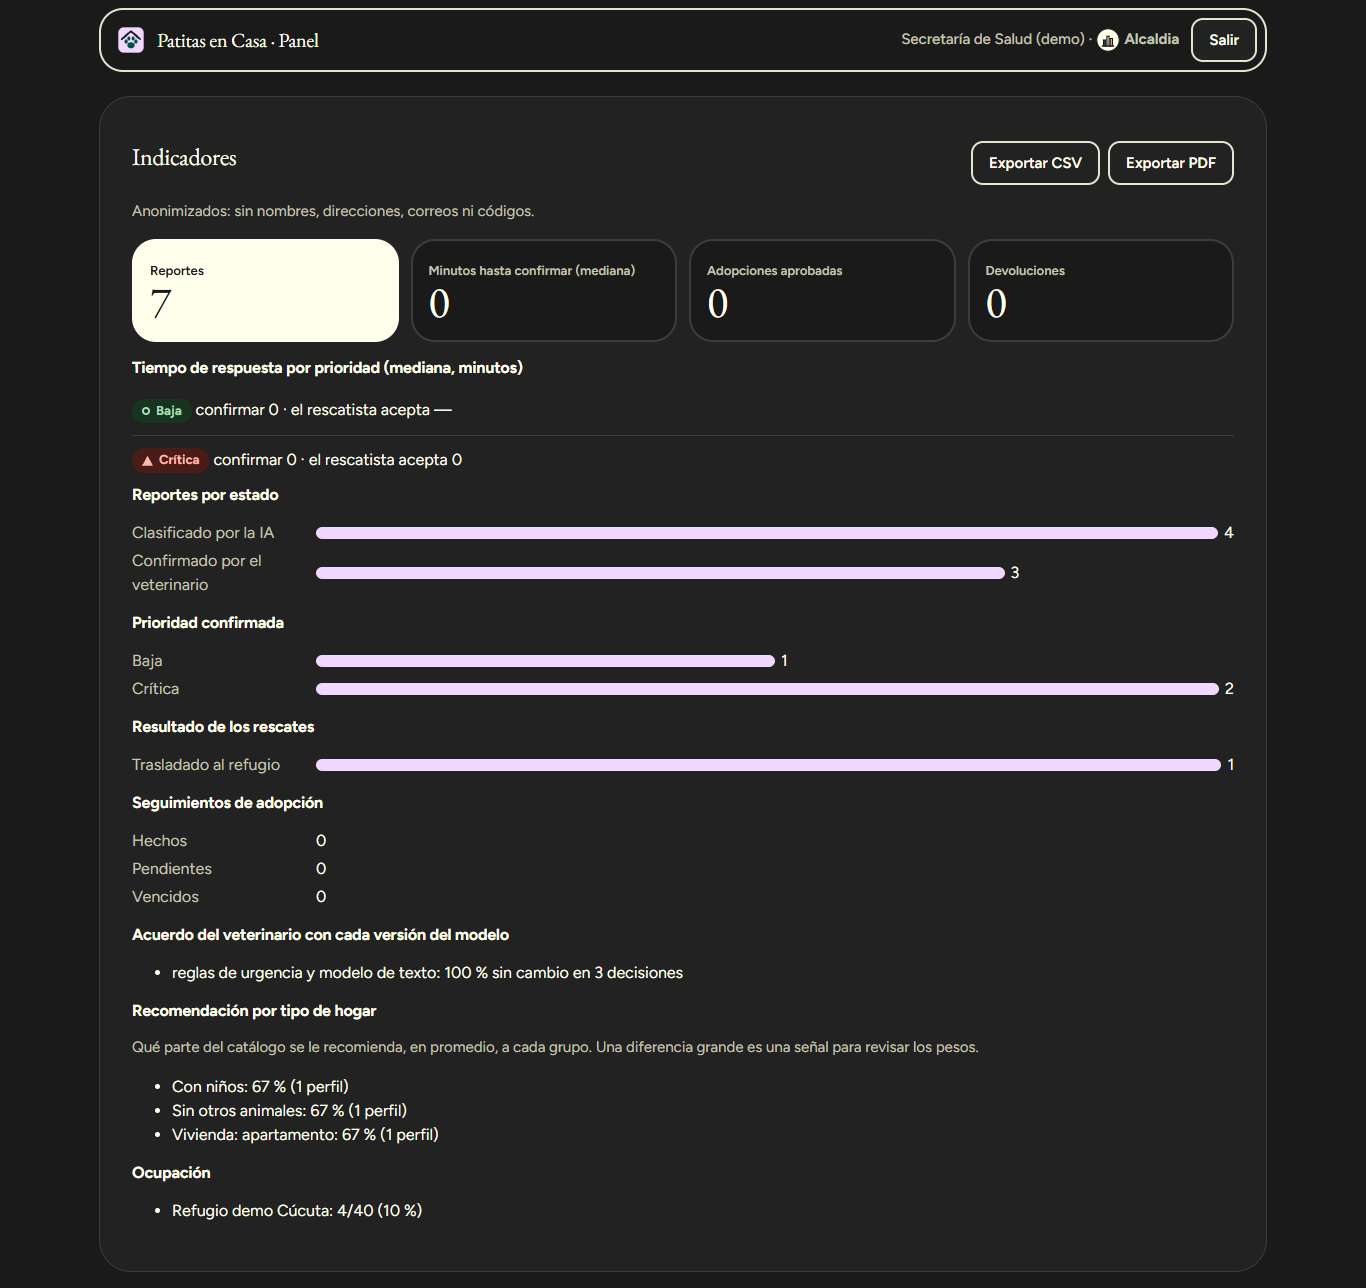 Patitas en Casa · Panel
Secretaría de Salud (demo) · Alcaldia
Salir
Indicadores
Exportar CSV
Exportar PDF
Anonimizados: sin nombres, direcciones, correos ni códigos.
Reportes
7
Minutos hasta confirmar (mediana)
0
Adopciones aprobadas
0
Devoluciones
0
Tiempo de respuesta por prioridad (mediana, minutos)
Baja confirmar 0 · el rescatista acepta —
Crítica confirmar 0 · el rescatista acepta 0
Reportes por estado
Clasificado por la IA 4
Confirmado por el
veterinario 3
Prioridad confirmada
Baja 1
Crítica 2
Resultado de los rescates
Trasladado al refugio 1
Seguimientos de adopción
Hechos 0
Pendientes 0
Vencidos 0
Acuerdo del veterinario con cada versión del modelo
• reglas de urgencia y modelo de texto: 100 % sin cambio en 3 decisiones
Recomendación por tipo de hogar
Qué parte del catálogo se le recomienda, en promedio, a cada grupo. Una diferencia grande es una señal para revisar los pesos.
• Con niños: 67 % (1 perfil)
• Sin otros animales: 67 % (1 perfil)
• Vivienda: apartamento: 67 % (1 perfil)
Ocupación
• Refugio demo Cúcuta: 4/40 (10 %)